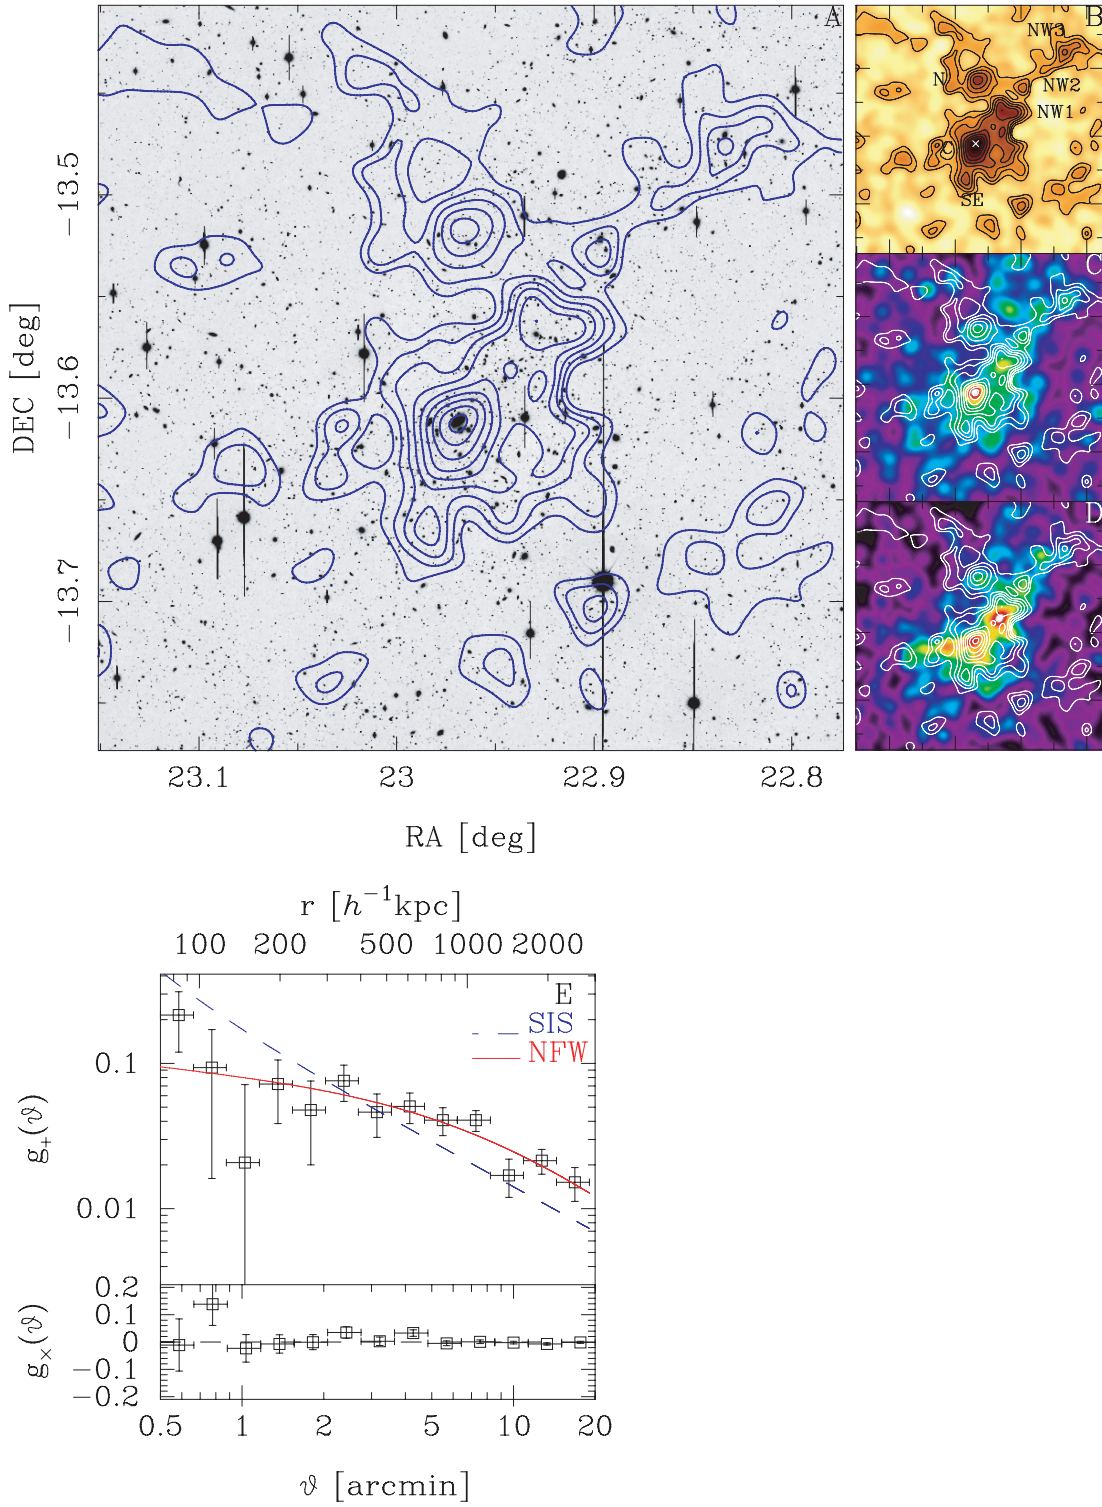 A
B
NW3
N
NW2
NW1
C
SE
C
D
DEC [deg]
−13.5
−13.6
−13.7
23.1 23 22.9 22.8
RA [deg]
r [h⁻¹kpc]
100 200 500 1000 2000
E
SIS
NFW
g₊(ϑ)
0.1
0.01
g×(ϑ)
0.2
0.1
0
−0.1
−0.2
0.5 1 2 5 10 20
ϑ [arcmin]